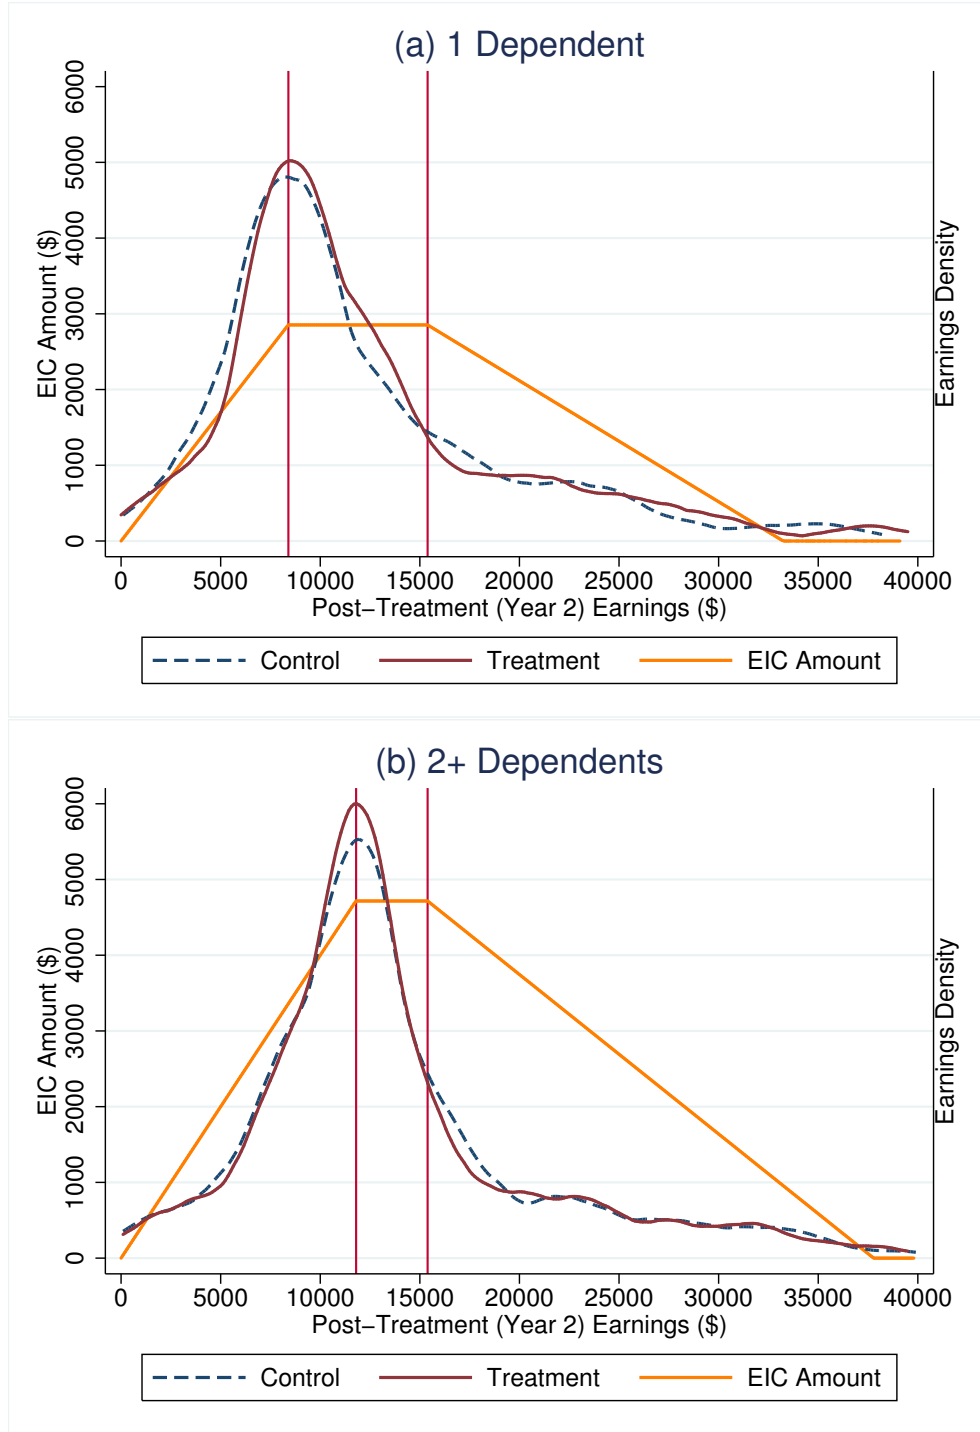 (a) 1 Dependent
EIC Amount ($)
6000
5000
4000
3000
2000
1000
0
Earnings Density
0 5000 10000 15000 20000 25000 30000 35000 40000
Post−Treatment (Year 2) Earnings ($)
Control Treatment EIC Amount
(b) 2+ Dependents
EIC Amount ($)
6000
5000
4000
3000
2000
1000
0
Earnings Density
0 5000 10000 15000 20000 25000 30000 35000 40000
Post−Treatment (Year 2) Earnings ($)
Control Treatment EIC Amount